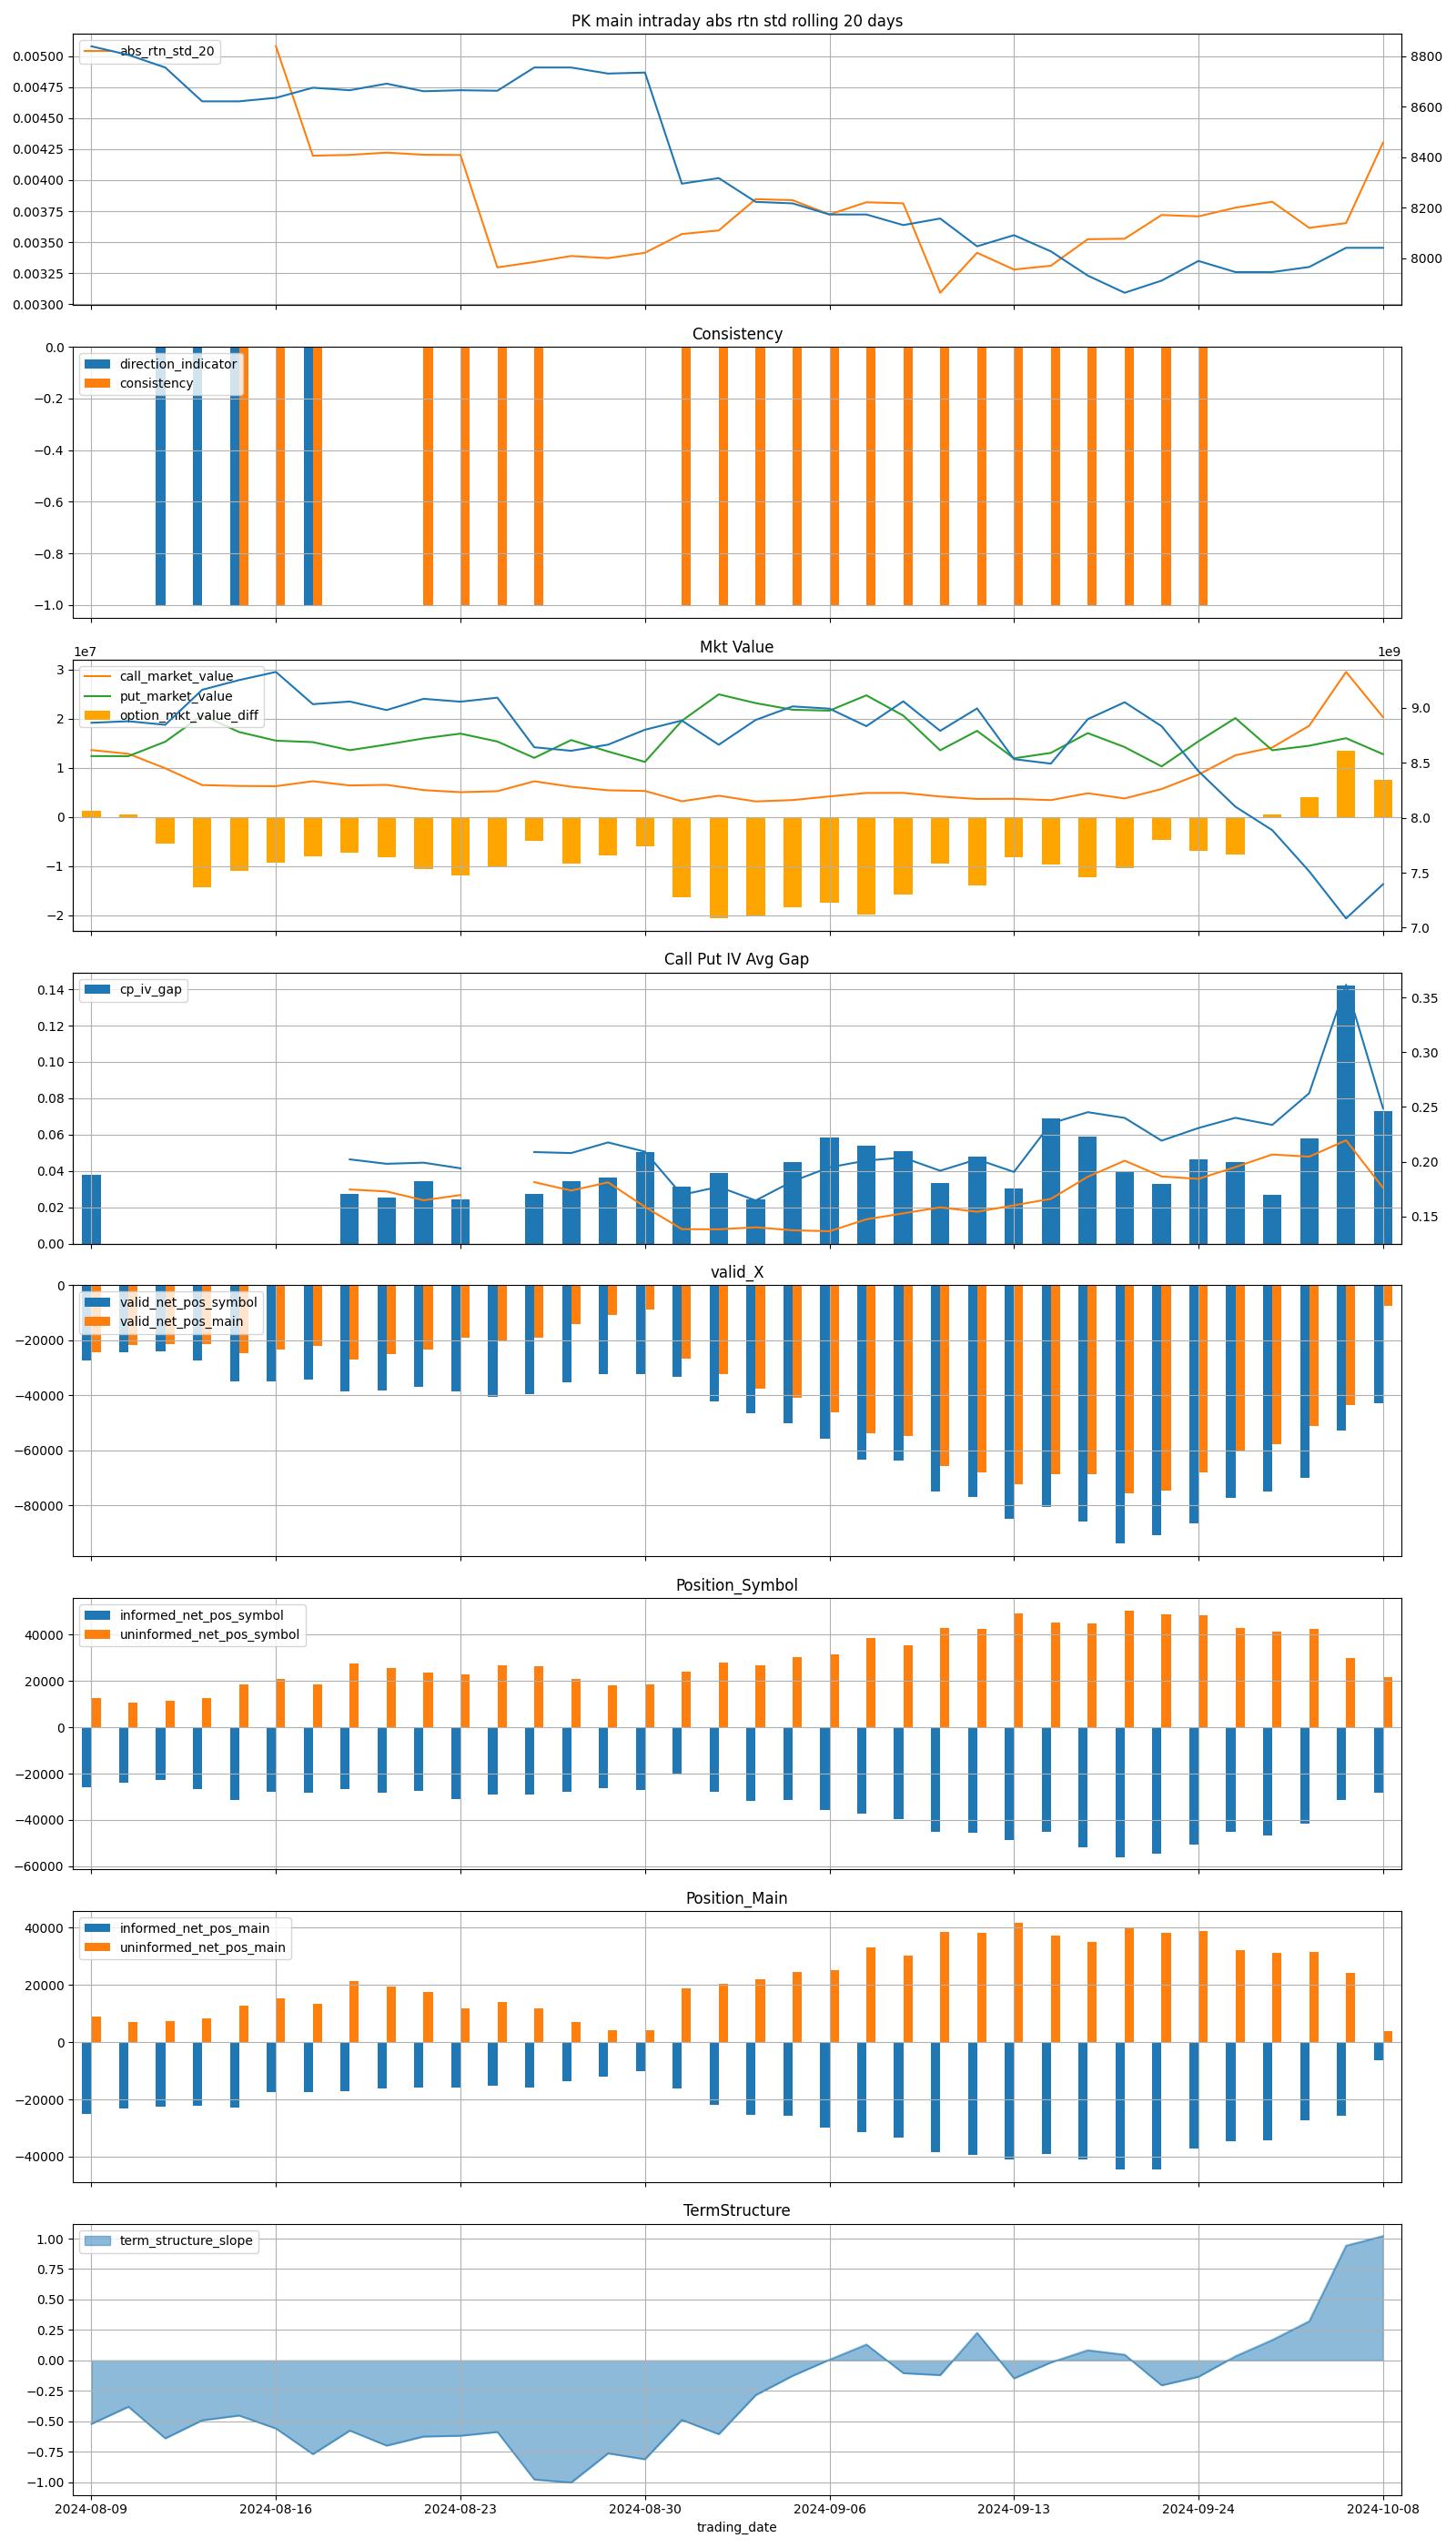 PK main intraday abs rtn std rolling 20 days
abs_rtn_std_20
0.00500
0.00475
0.00450
0.00425
0.00400
0.00375
0.00350
0.00325
0.00300
8800
8600
8400
8200
8000
Consistency
direction_indicator
consistency
0.0
−0.2
−0.4
−0.6
−0.8
−1.0
Mkt Value
1e7
1e9
call_market_value
put_market_value
option_mkt_value_diff
3
2
1
0
−1
−2
9.0
8.5
8.0
7.5
7.0
Call Put IV Avg Gap
cp_iv_gap
0.14
0.12
0.10
0.08
0.06
0.04
0.02
0.00
0.35
0.30
0.25
0.20
0.15
valid_X
valid_net_pos_symbol
valid_net_pos_main
0
−20000
−40000
−60000
−80000
Position_Symbol
informed_net_pos_symbol
uninformed_net_pos_symbol
40000
20000
0
−20000
−40000
−60000
Position_Main
informed_net_pos_main
uninformed_net_pos_main
40000
20000
0
−20000
−40000
TermStructure
term_structure_slope
1.00
0.75
0.50
0.25
0.00
−0.25
−0.50
−0.75
−1.00
2024-08-09 2024-08-16 2024-08-23 2024-08-30 2024-09-06 2024-09-13 2024-09-24 2024-10-08
trading_date